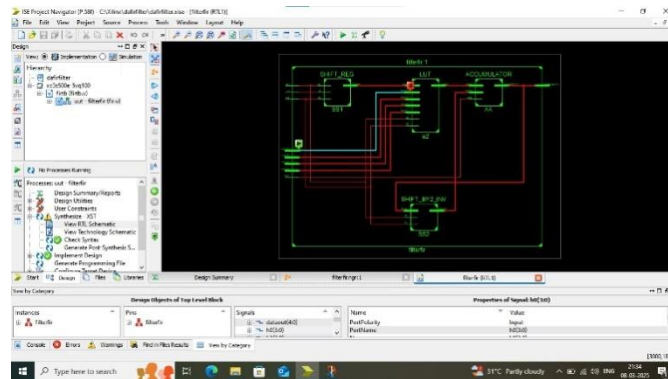 ISE Project Navigator (P.58f) - C:\Xilinx\dafirfilter\dafirfilter.xise - [filterfir (RTL1)]
File Edit View Project Source Process Tools Window Layout Help
Design
View: Implementation Simulation
Hierarchy
dafirfilter
xc3s500e-5vq100
uut - filterfir
No Processes Running
Processes: uut - filterfir
Design Summary/Reports
Design Utilities
User Constraints
Synthesize - XST
View RTL Schematic
View Technology Schematic
Check Syntax
Generate Post-Synthesis S...
Implement Design
Generate Programming File
filterfir:1
SHIFT_REG
LUT
ACCUMULATOR
filterfir
Start Design Files Libraries
Design Summary
filterfir (RTL1)
View by Category
Design Objects of Top Level Block
Properties of Signal: h0(3:0)
Instances Pins Signals Name Value
filterfir filterfir dataout(4:0) PortPolarity Input
h0(3:0) PortName h0(3:0)
Console Errors Warnings Find in Files Results View by Category
Type here to search
31°C Partly cloudy
ENG
23:34
08-03-2025